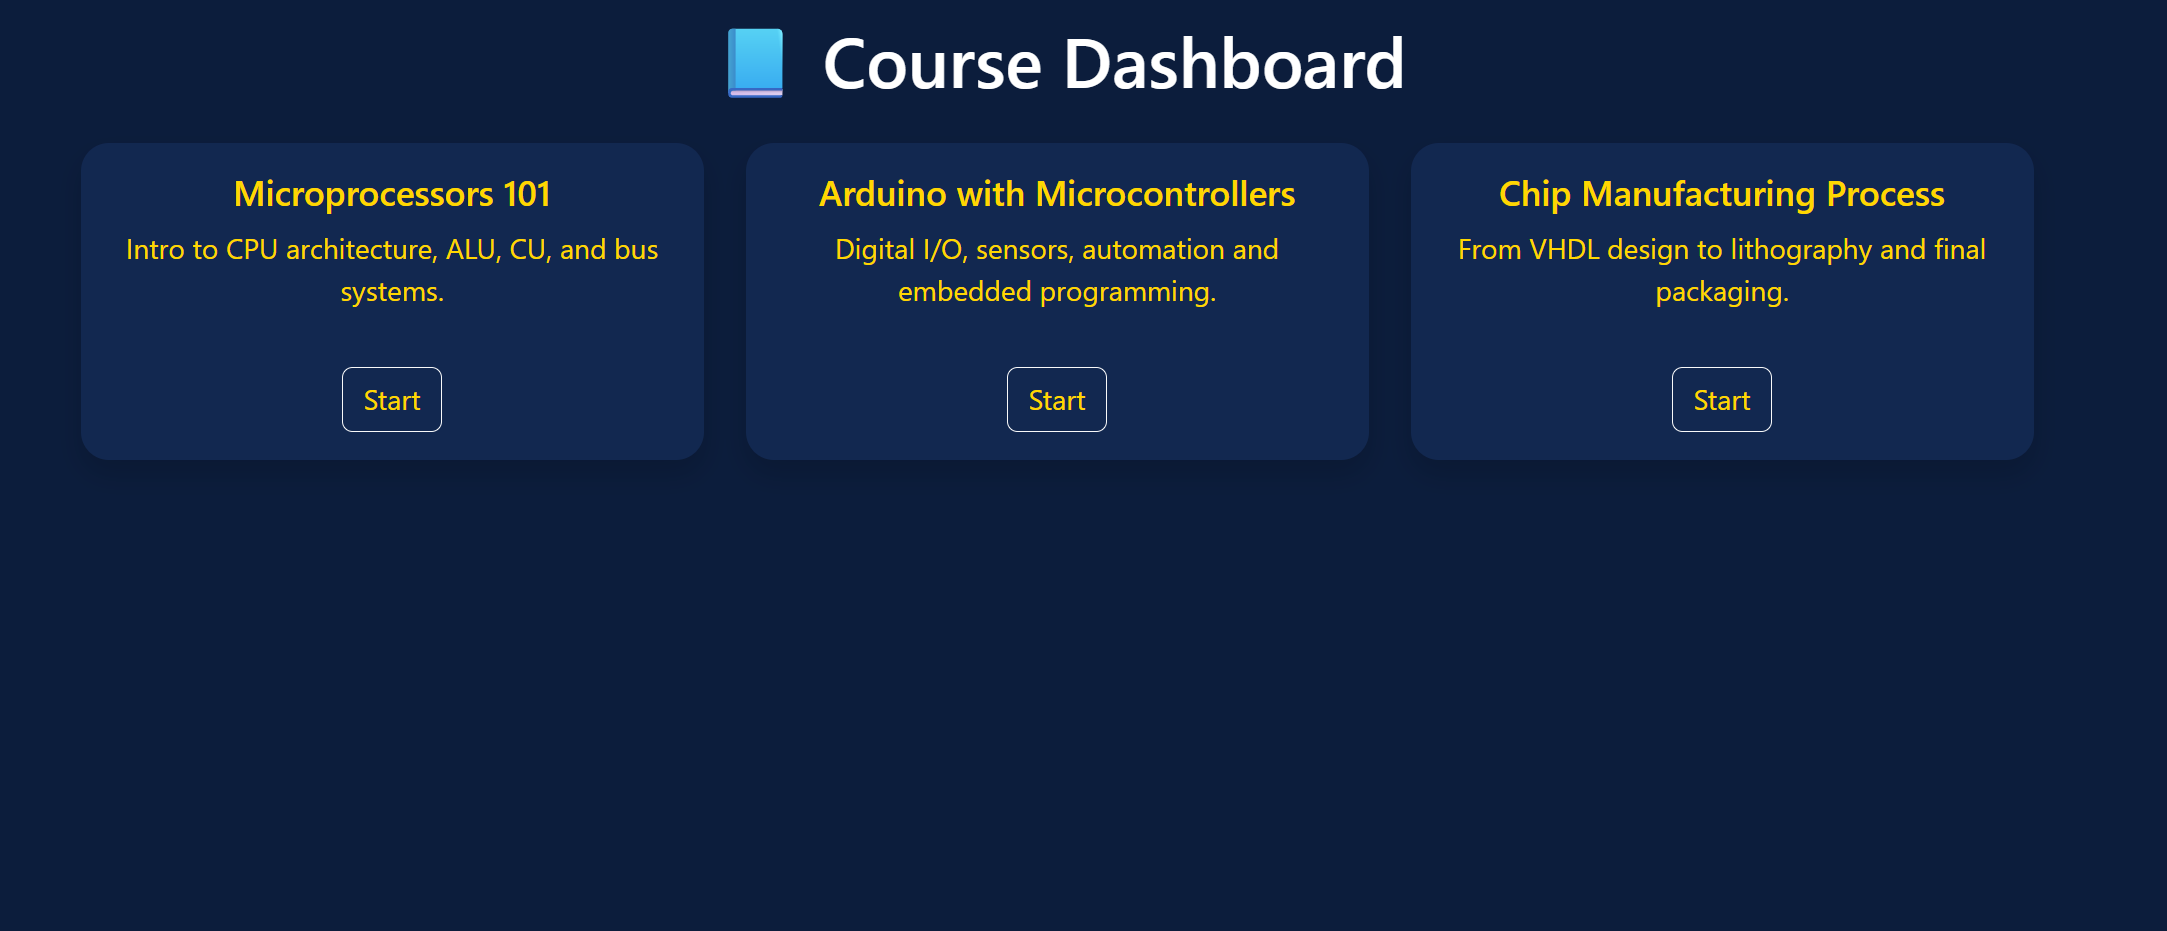 Course Dashboard
Microprocessors 101
Intro to CPU architecture, ALU, CU, and bus
systems.
Start
Arduino with Microcontrollers
Digital I/O, sensors, automation and
embedded programming.
Start
Chip Manufacturing Process
From VHDL design to lithography and final
packaging.
Start